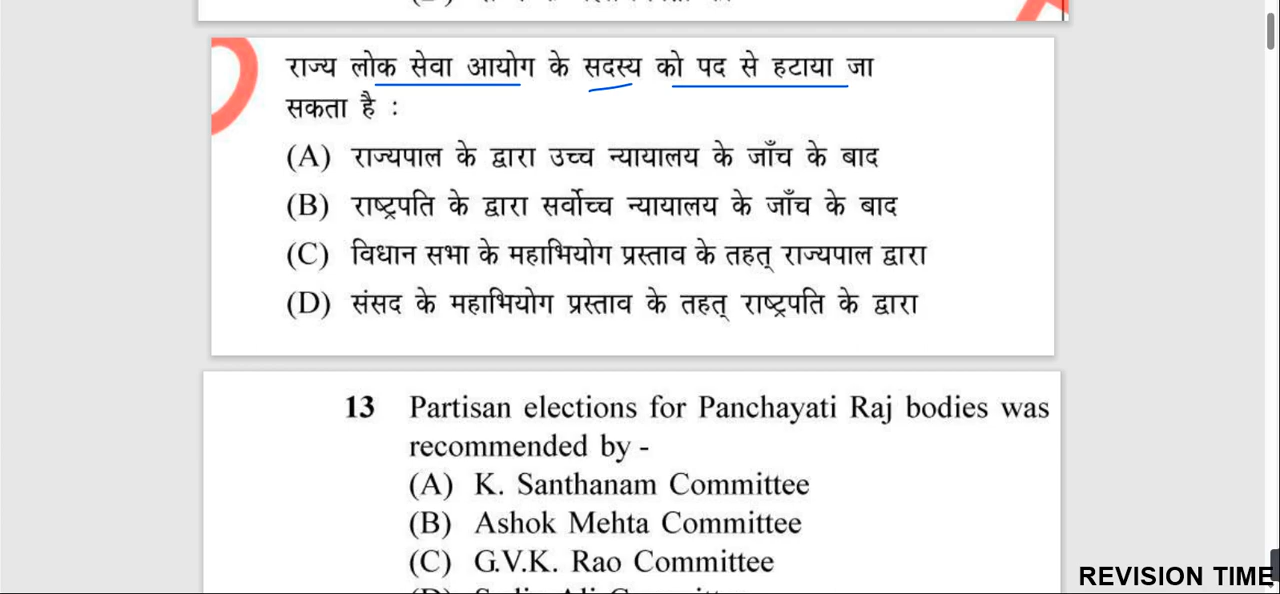 राज्य लोक सेवा आयोग के सदस्य को पद से हटाया जा
सकता है :
(A) राज्यपाल के द्वारा उच्च न्यायालय के जाँच के बाद
(B) राष्ट्रपति के द्वारा सर्वोच्च न्यायालय के जाँच के बाद
(C) विधान सभा के महाभियोग प्रस्ताव के तहत् राज्यपाल द्वारा
(D) संसद के महाभियोग प्रस्ताव के तहत् राष्ट्रपति के द्वारा
13 Partisan elections for Panchayati Raj bodies was
recommended by -
(A) K. Santhanam Committee
(B) Ashok Mehta Committee
(C) G.V.K. Rao Committee
REVISION TIME